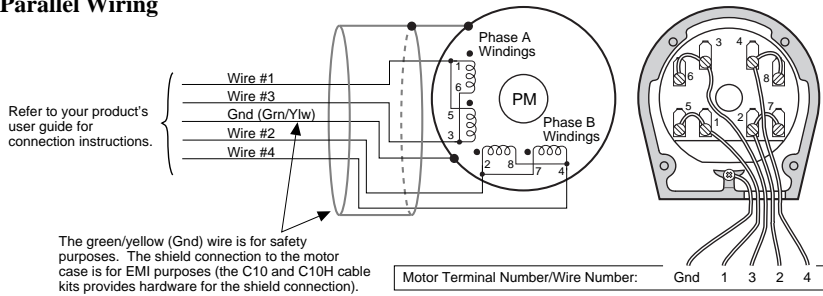 Parallel Wiring
Phase A
Windings
1
6
5
3
PM
Phase B
Windings
2 8 7 4
Wire #1
Wire #3
Gnd (Grn/Ylw)
Wire #2
Wire #4
Refer to your product's
user guide for
connection instructions.
The green/yellow (Gnd) wire is for safety
purposes. The shield connection to the motor
case is for EMI purposes (the C10 and C10H cable
kits provides hardware for the shield connection).
3 4
6 8
5 1 2 7
Motor Terminal Number/Wire Number: Gnd 1 3 2 4